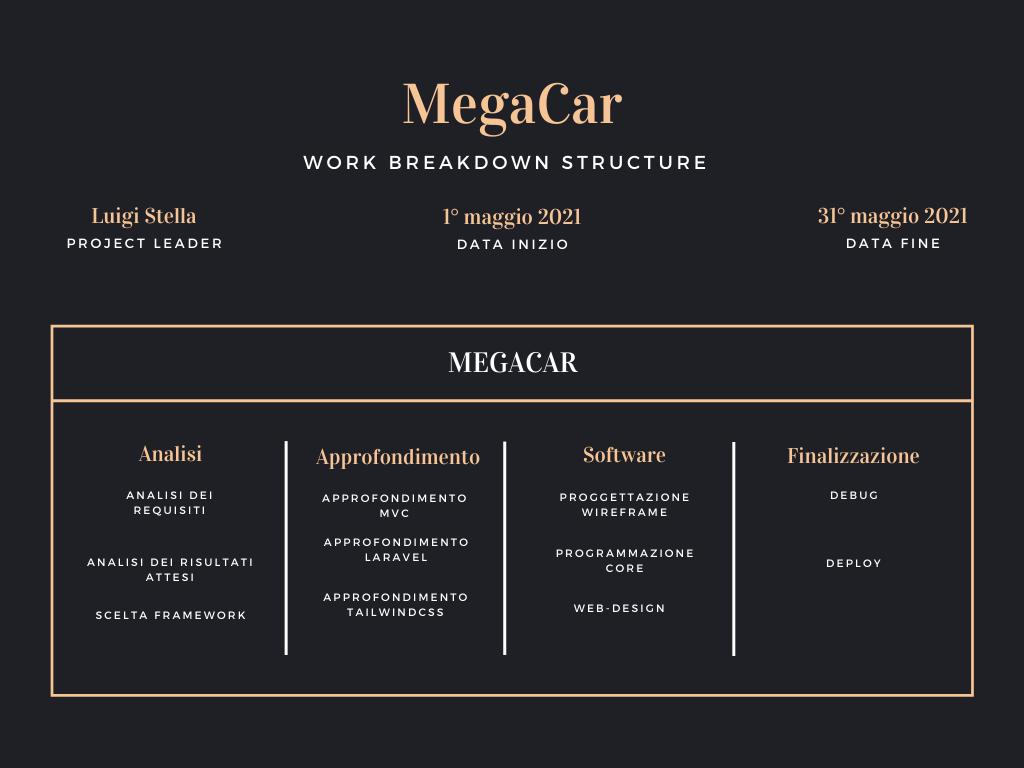 MegaCar
WORK BREAKDOWN STRUCTURE
Luigi Stella
PROJECT LEADER
1° maggio 2021
DATA INIZIO
31° maggio 2021
DATA FINE
MEGACAR
Analisi
ANALISI DEI
REQUISITI
ANALISI DEI RISULTATI
ATTESI
SCELTA FRAMEWORK
Approfondimento
APPROFONDIMENTO
MVC
APPROFONDIMENTO
LARAVEL
APPROFONDIMENTO
TAILWINDCSS
Software
PROGGETTAZIONE
WIREFRAME
PROGRAMMAZIONE
CORE
WEB-DESIGN
Finalizzazione
DEBUG
DEPLOY